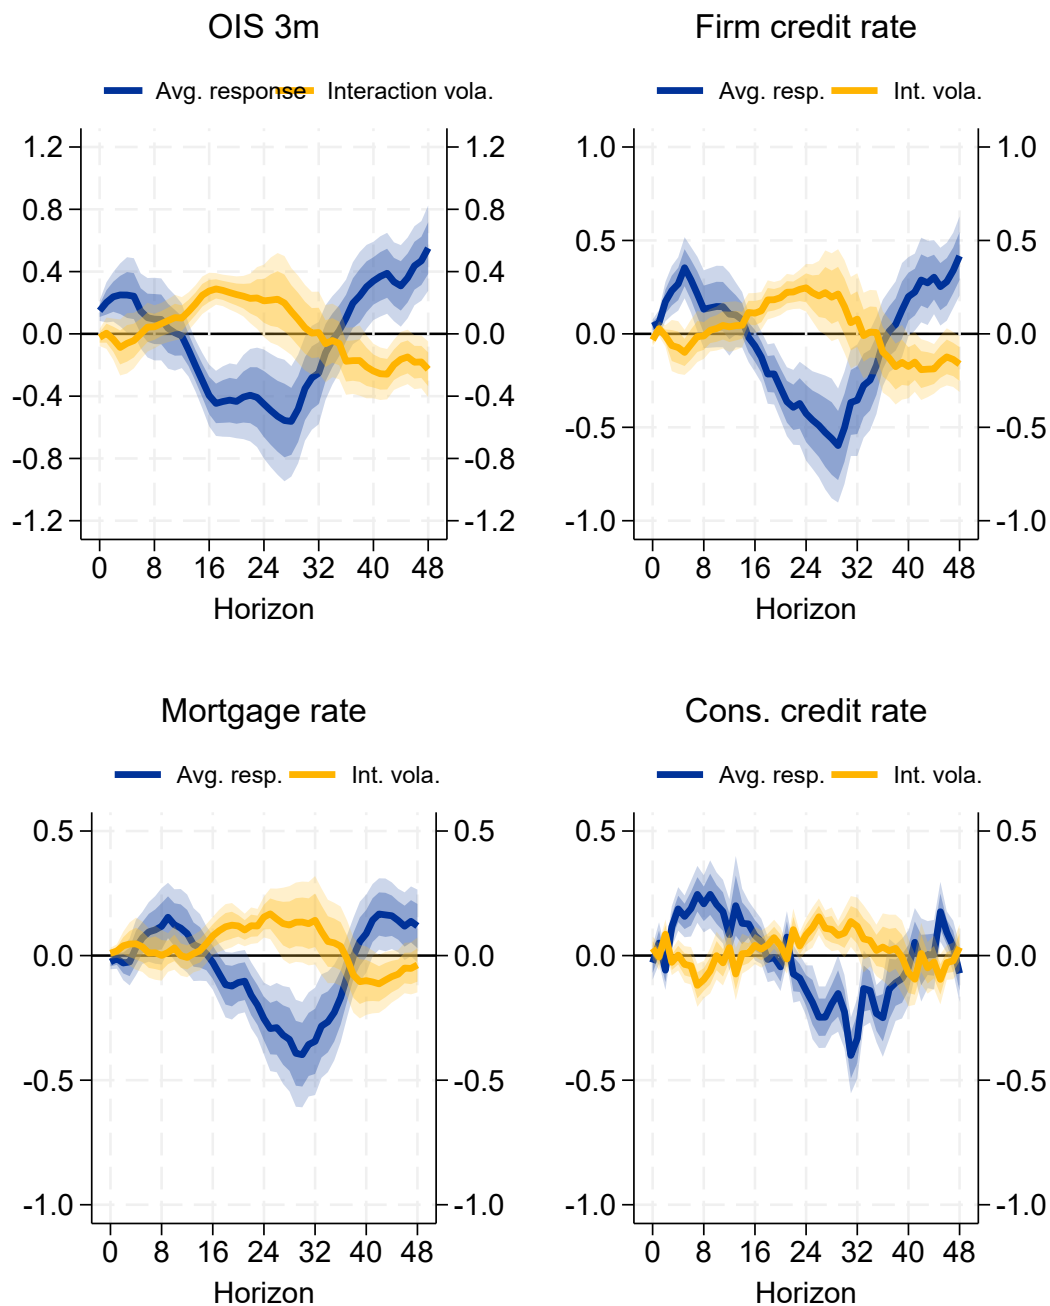 OIS 3m
Avg. response Interaction vola.
1.2 1.2
0.8 0.8
0.4 0.4
0.0 0.0
-0.4 -0.4
-0.8 -0.8
-1.2 -1.2
0 8 16 24 32 40 48
Horizon
Firm credit rate
Avg. resp. Int. vola.
1.0 1.0
0.5 0.5
0.0 0.0
-0.5 -0.5
-1.0 -1.0
0 8 16 24 32 40 48
Horizon
Mortgage rate
Avg. resp. Int. vola.
0.5 0.5
0.0 0.0
-0.5 -0.5
-1.0 -1.0
0 8 16 24 32 40 48
Horizon
Cons. credit rate
Avg. resp. Int. vola.
0.5 0.5
0.0 0.0
-0.5 -0.5
-1.0 -1.0
0 8 16 24 32 40 48
Horizon